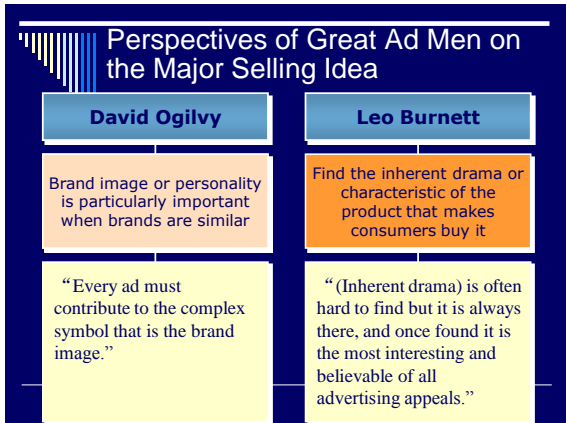 Perspectives of Great Ad Men on
the Major Selling Idea
David Ogilvy
Brand image or personality
is particularly important
when brands are similar
“Every ad must
contribute to the complex
symbol that is the brand
image.”
Leo Burnett
Find the inherent drama or
characteristic of the
product that makes
consumers buy it
“(Inherent drama) is often
hard to find but it is always
there, and once found it is
the most interesting and
believable of all
advertising appeals.”